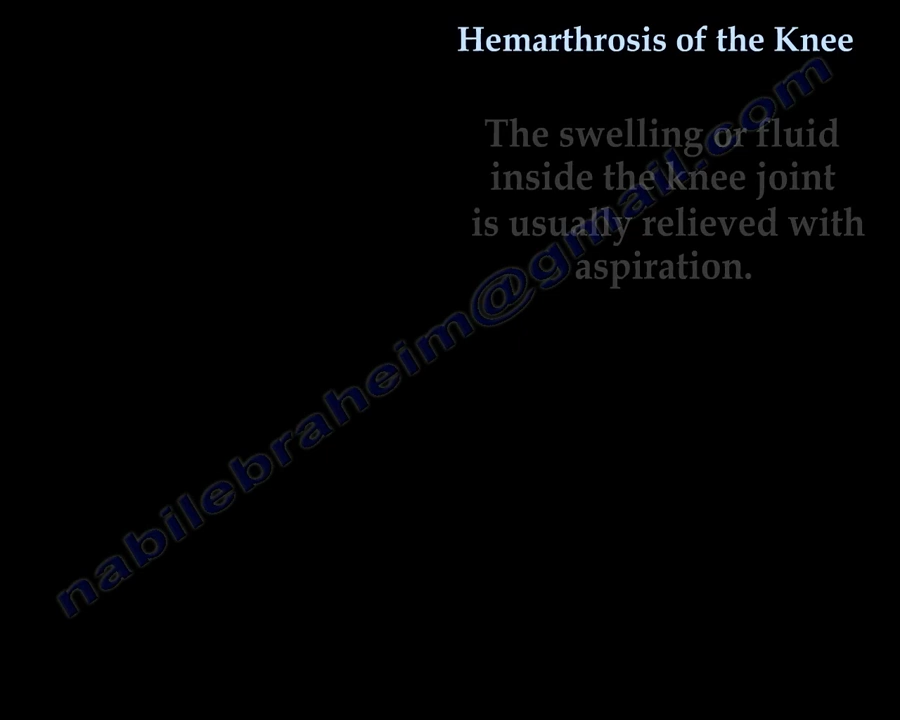 Hemarthrosis of the Knee
The swelling or fluid
inside the knee joint
is usually relieved with
aspiration.
nabilebraheim@gmail.com